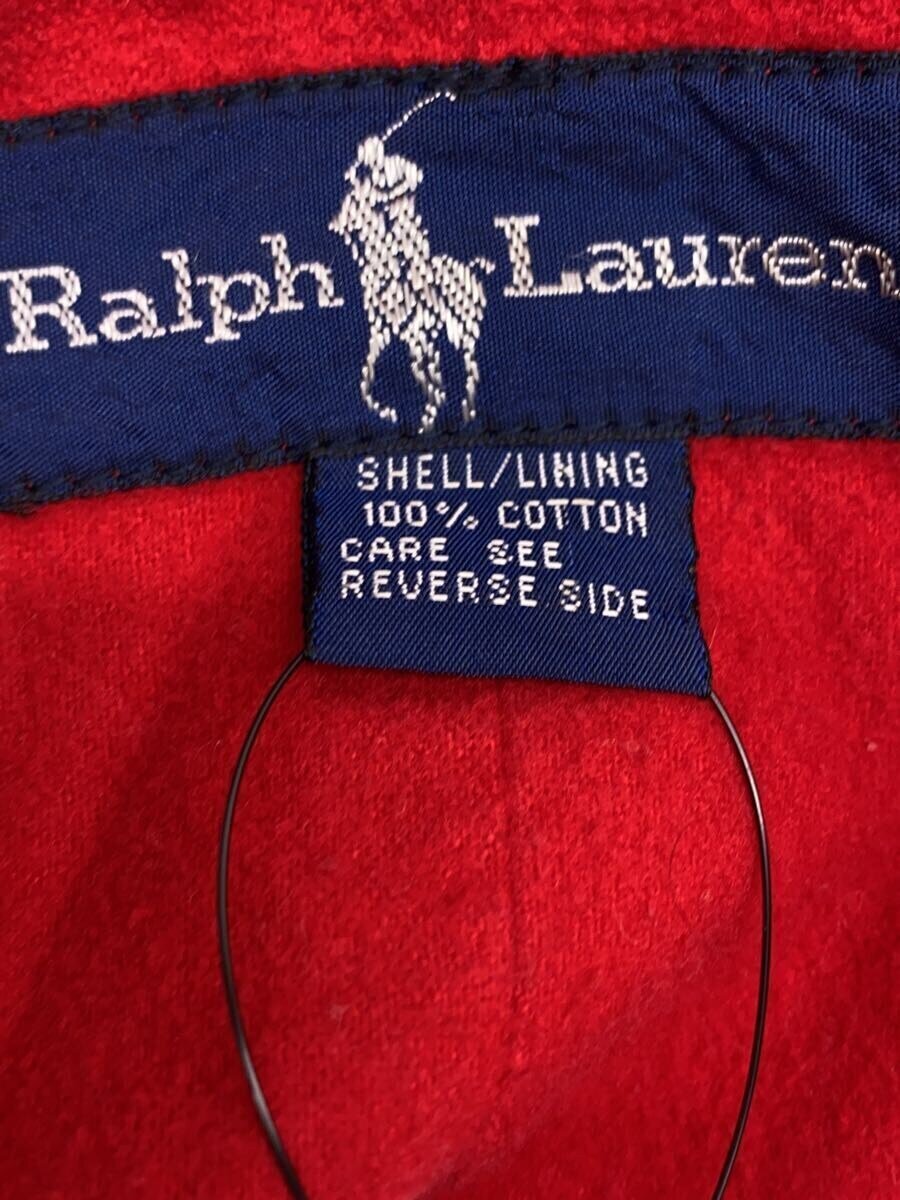 Ralph Lauren
SHELL/LINING
100% COTTON
CARE SEE
REVERSE SIDE